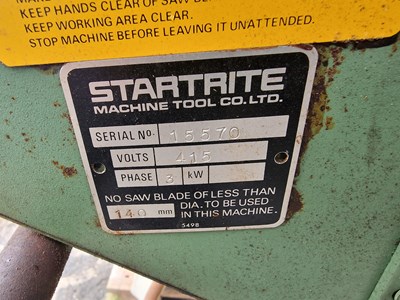 KEEP HANDS CLEAR OF SAW
KEEP WORKING AREA CLEAR.
STOP MACHINE BEFORE LEAVING IT UNATTENDED.
STARTRITE
MACHINE TOOL CO. LTD.
SERIAL No. 15570
VOLTS 415
PHASE 3 kW
NO SAW BLADE OF LESS THAN
140 mm DIA. TO BE USED
IN THIS MACHINE.
5498